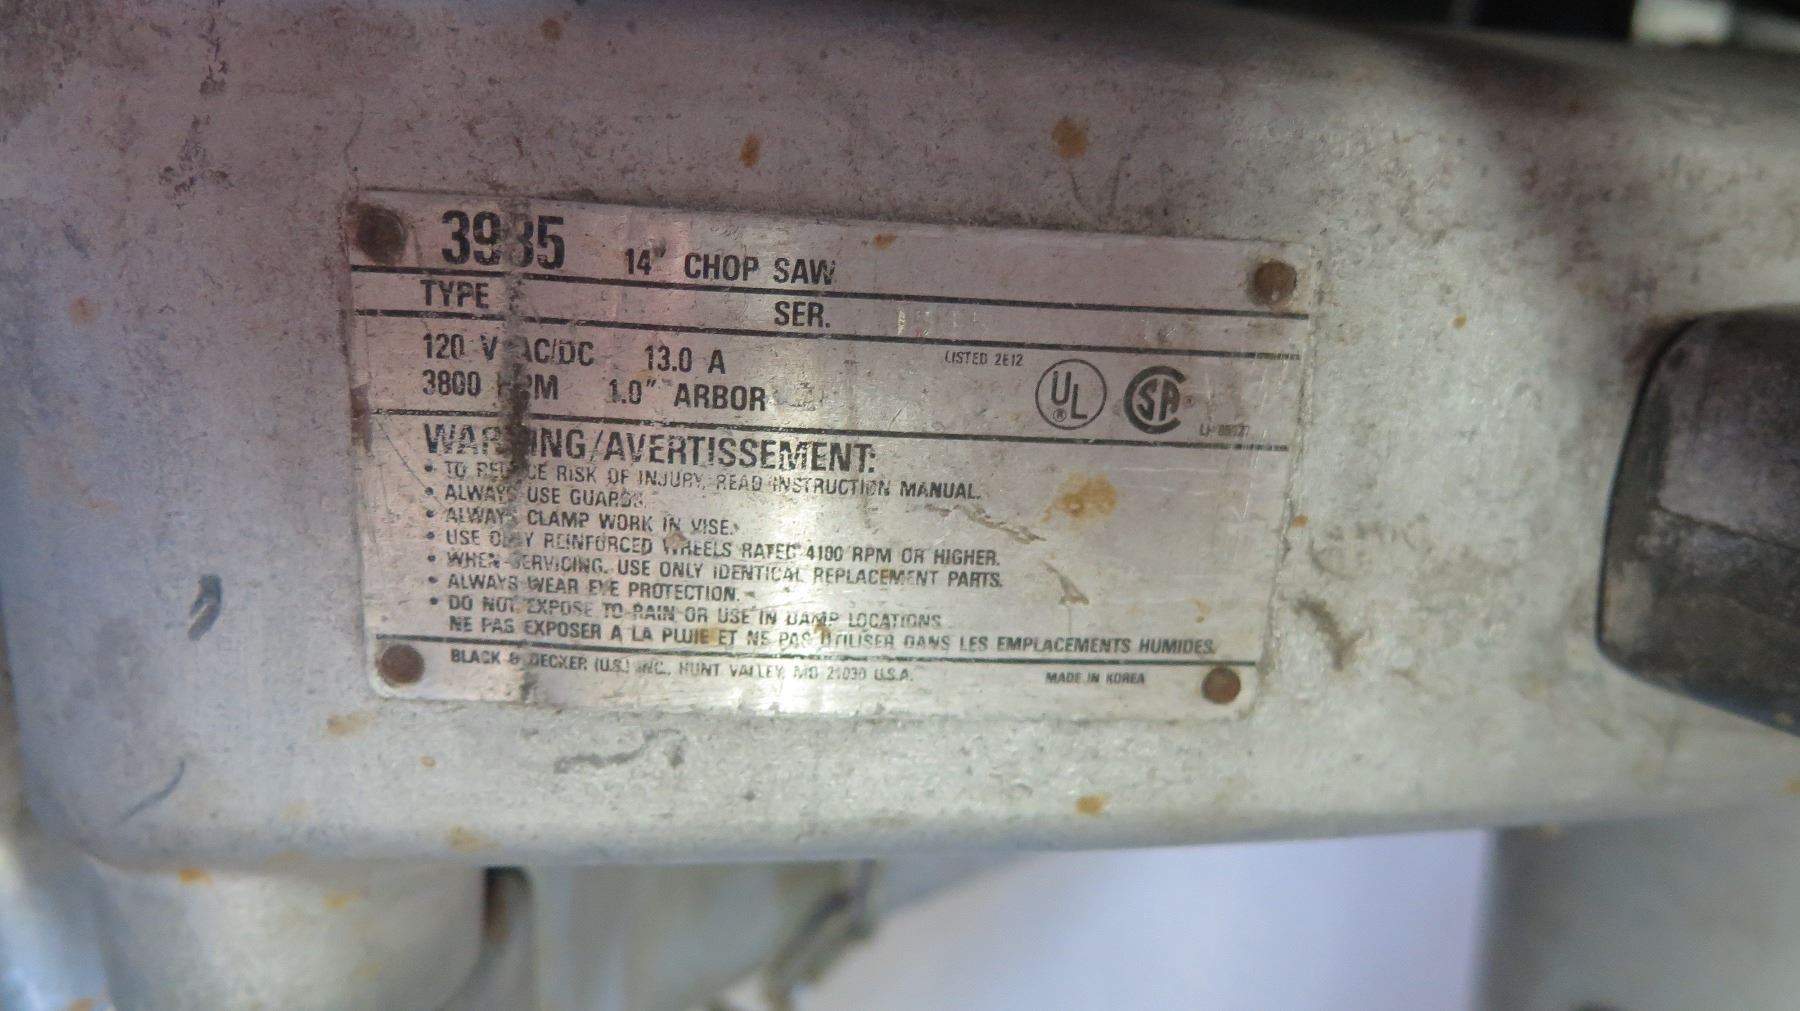 3935 14" CHOP SAW
TYPE SER.
120 V AC/DC 13.0 A LISTED 2E12
3800 RPM 1.0" ARBOR UL ® SA ®
WARNING/AVERTISSEMENT:
• TO REDUCE RISK OF INJURY, READ INSTRUCTION MANUAL.
• ALWAYS USE GUARDS.
• ALWAYS CLAMP WORK IN VISE.
• USE ONLY REINFORCED WHEELS RATED 4100 RPM OR HIGHER.
• WHEN SERVICING, USE ONLY IDENTICAL REPLACEMENT PARTS.
• ALWAYS WEAR EYE PROTECTION.
• DO NOT EXPOSE TO RAIN OR USE IN DAMP LOCATIONS
NE PAS EXPOSER A LA PLUIE ET NE PAS UTILISER DANS LES EMPLACEMENTS HUMIDES.
BLACK & DECKER (U.S.) INC., HUNT VALLEY, MD 21030 U.S.A. MADE IN KOREA